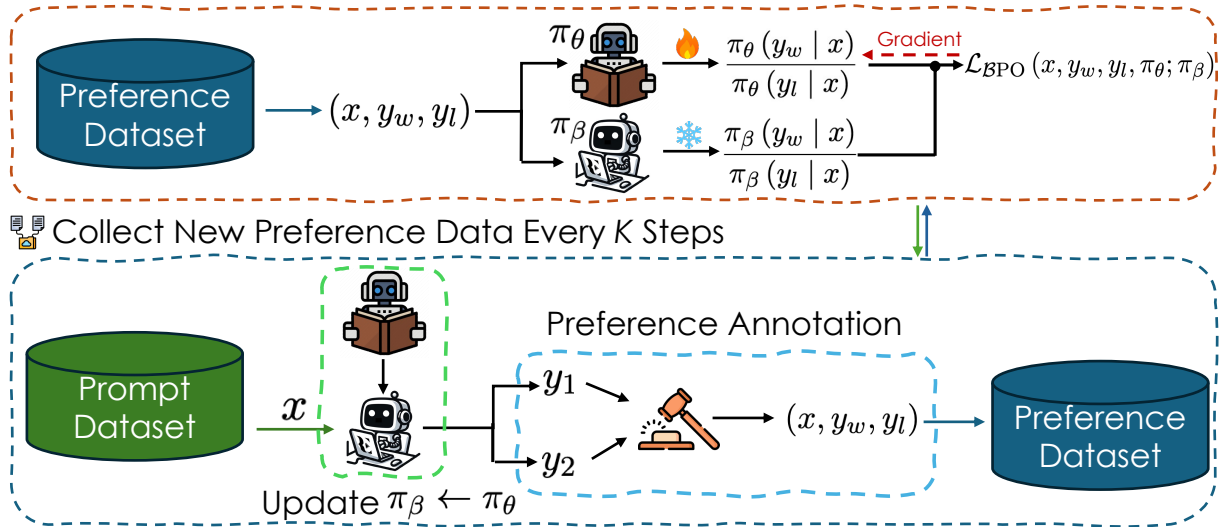 Preference
Dataset
(x, y_w, y_l)
π_θ
π_β
π_θ (y_w | x)
π_θ (y_l | x)
π_β (y_w | x)
π_β (y_l | x)
Gradient
ℒ_ℬPO (x, y_w, y_l, π_θ; π_β)
Collect New Preference Data Every K Steps
Prompt
Dataset
x
Update π_β ← π_θ
Preference Annotation
y_1
y_2
(x, y_w, y_l)
Preference
Dataset